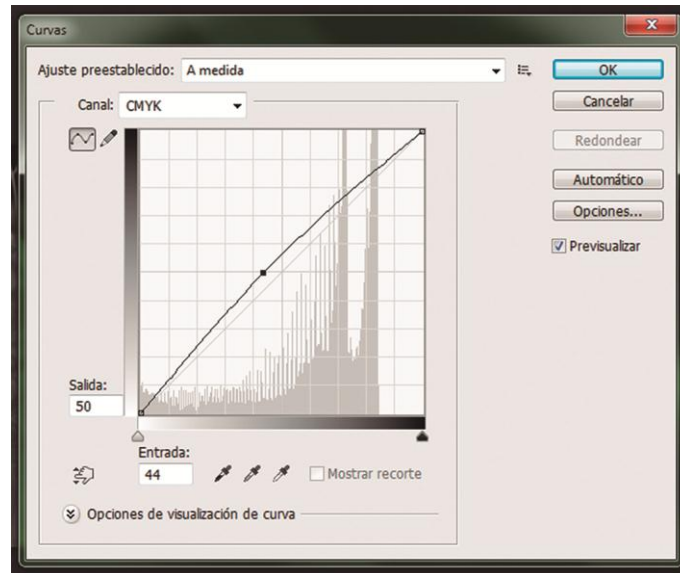 Curvas
Ajuste preestablecido: A medida
OK
Canal: CMYK
Cancelar
Redondear
Automático
Opciones...
Previsualizar
Salida:
50
Entrada:
44
Mostrar recorte
Opciones de visualización de curva